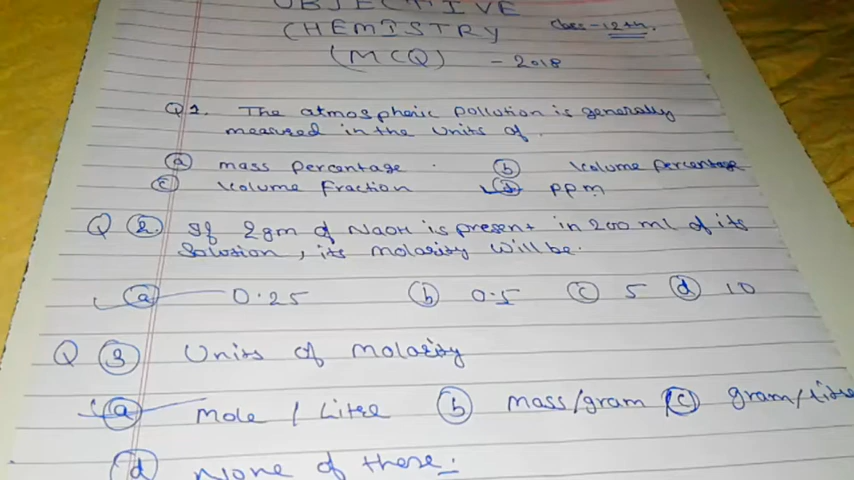 OBJECTIVE
CHEMISTRY Class-12th.
(MCQ) - 2018
Q 1. The atmospheric pollution is generally
measured in the units of.
(a) mass percentage. (b) Volume percentage
(c) Volume fraction (d) ppm
Q (2.) If 2gm of NaOH is present in 200 ml of its
Solution, its molarity will be.
(a) 0.25 (b) 0.5 (c) 5 (d) 10
Q (3) Units of molarity
(a) Mole / Litre (b) mass/gram (c) gram/Litre
(d) None of these.